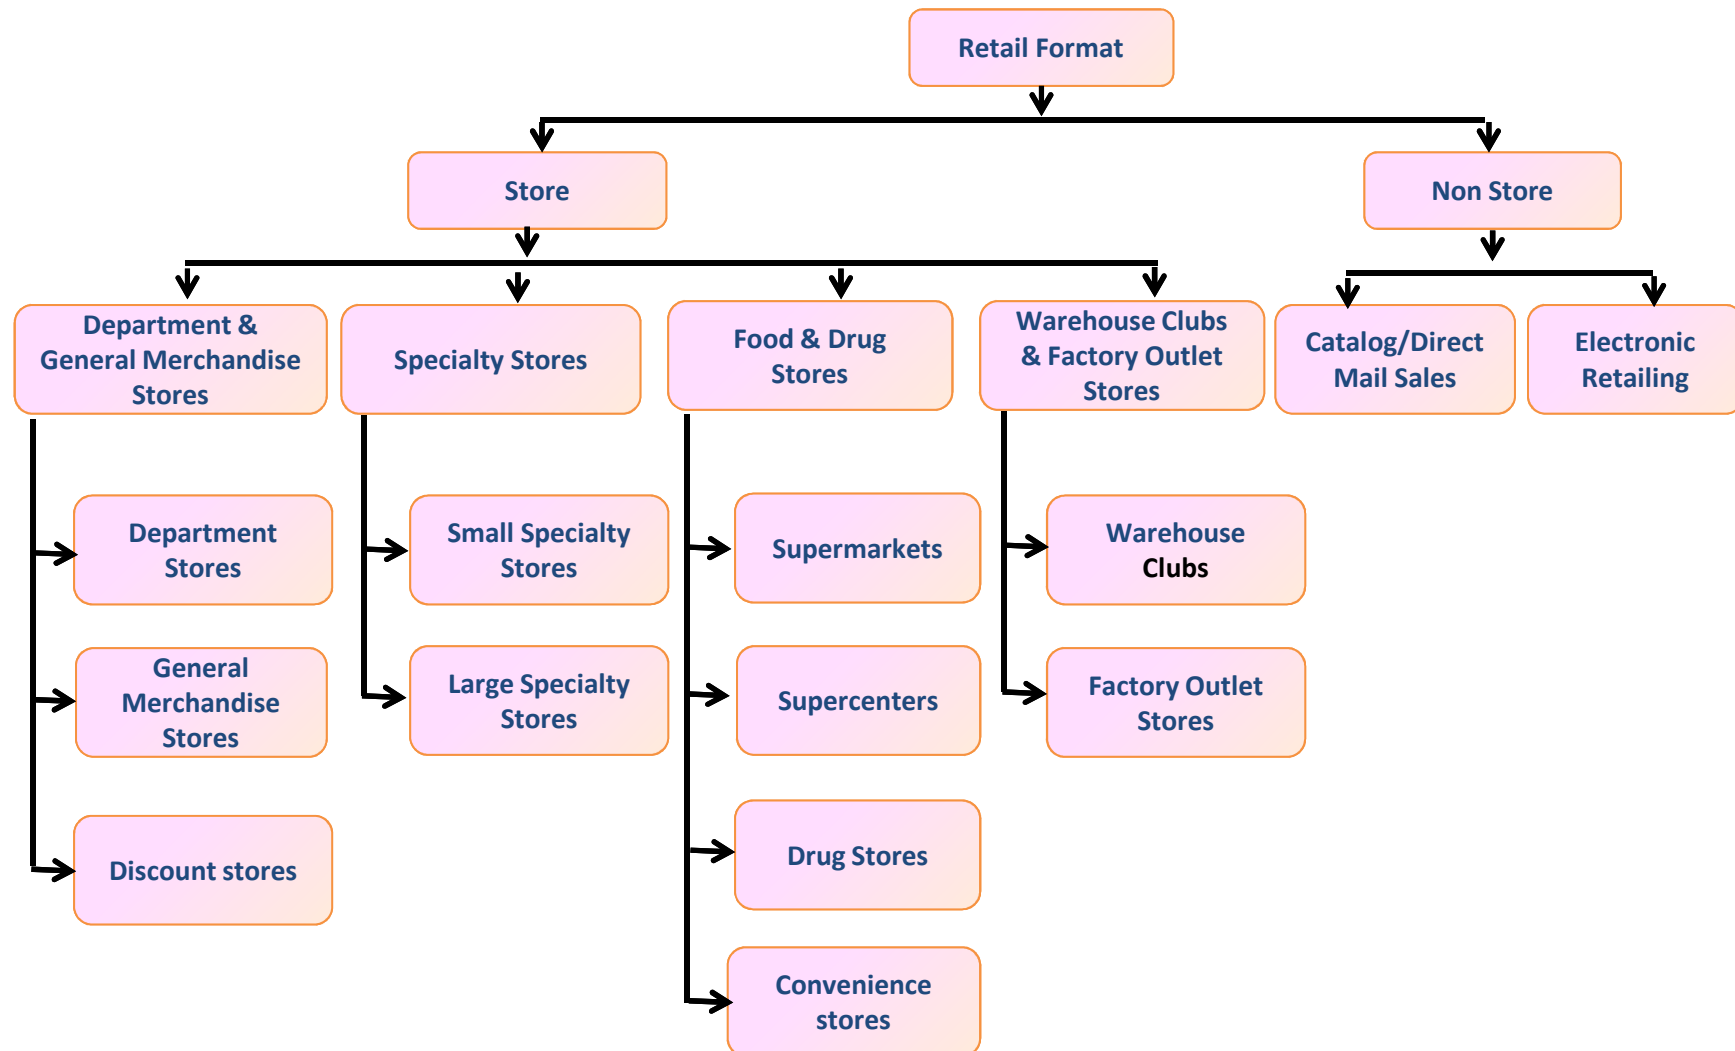 Retail Format
Store
Non Store
Department &
General Merchandise
Stores
Specialty Stores
Food & Drug
Stores
Warehouse Clubs
& Factory Outlet
Stores
Catalog/Direct
Mail Sales
Electronic
Retailing
Department
Stores
Small Specialty
Stores
Supermarkets
Warehouse
Clubs
General
Merchandise
Stores
Large Specialty
Stores
Supercenters
Factory Outlet
Stores
Discount stores
Drug Stores
Convenience
stores